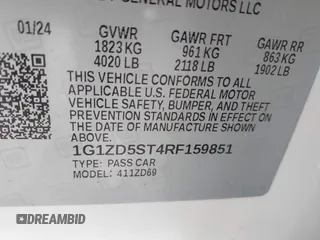 GENERAL MOTORS LLC
01/24 GVWR GAWR FRT GAWR RR
1823 KG 961 KG 863 KG
4020 LB 2118 LB 1902 LB
THIS VEHICLE CONFORMS TO ALL
APPLICABLE U.S. FEDERAL MOTOR
VEHICLE SAFETY, BUMPER, AND THEFT
PREVENTION STANDARDS IN EFFECT ON
THE DATE OF MANUFACTURE SHOWN
ABOVE.
1G1ZD5ST4RF159851
TYPE: PASS CAR
MODEL: 411ZD69
DREAMBID